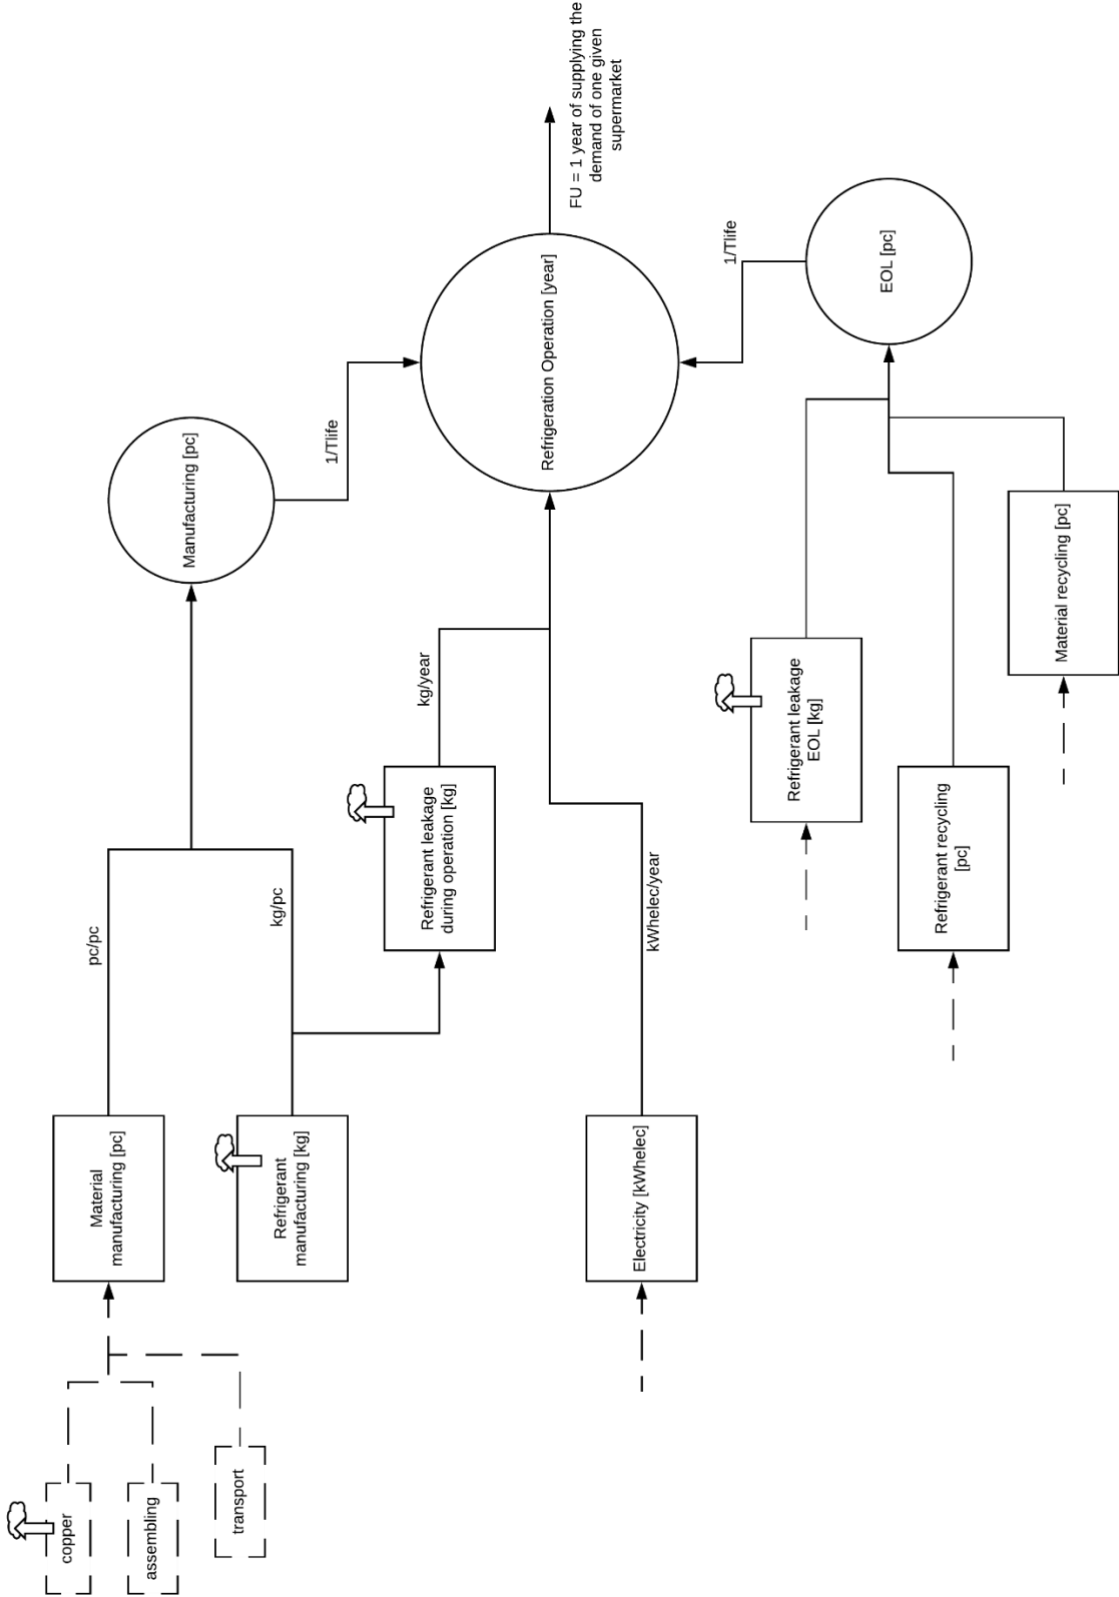 copper
assembling
transport
Material
manufacturing [pc]
Refrigerant
manufacturing [kg]
pc/pc
kg/pc
Manufacturing [pc]
1/Tlife
Refrigerant leakage
during operation [kg]
kg/year
Electricity [kWhelec]
kWhelec/year
Refrigeration Operation [year]
FU = 1 year of supplying the
demand of one given
supermarket
Refrigerant leakage
EOL [kg]
Refrigerant recycling
[pc]
Material recycling [pc]
EOL [pc]
1/Tlife